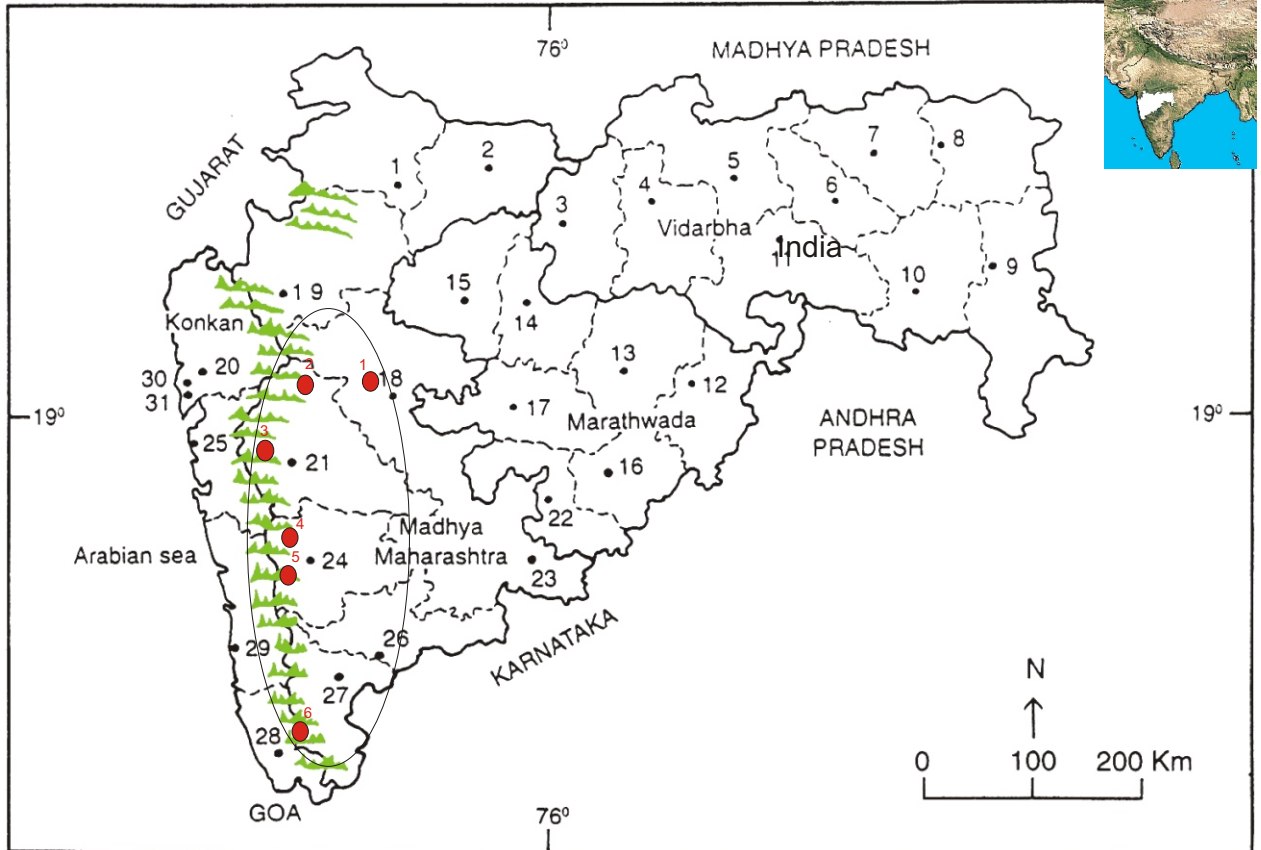 76⁰
MADHYA PRADESH
GUJARAT
1
2
3
4
5
6
7
8
9
10
11
Vidarbha
India
15
14
19
Konkan
20
30
31
2
1
18
13
12
17
Marathwada
16
19⁰
19⁰
ANDHRA
PRADESH
25
3
21
22
4
5
24
Madhya
Maharashtra
23
Arabian sea
29
26
27
KARNATAKA
6
28
GOA
76⁰
N
0 100 200 Km